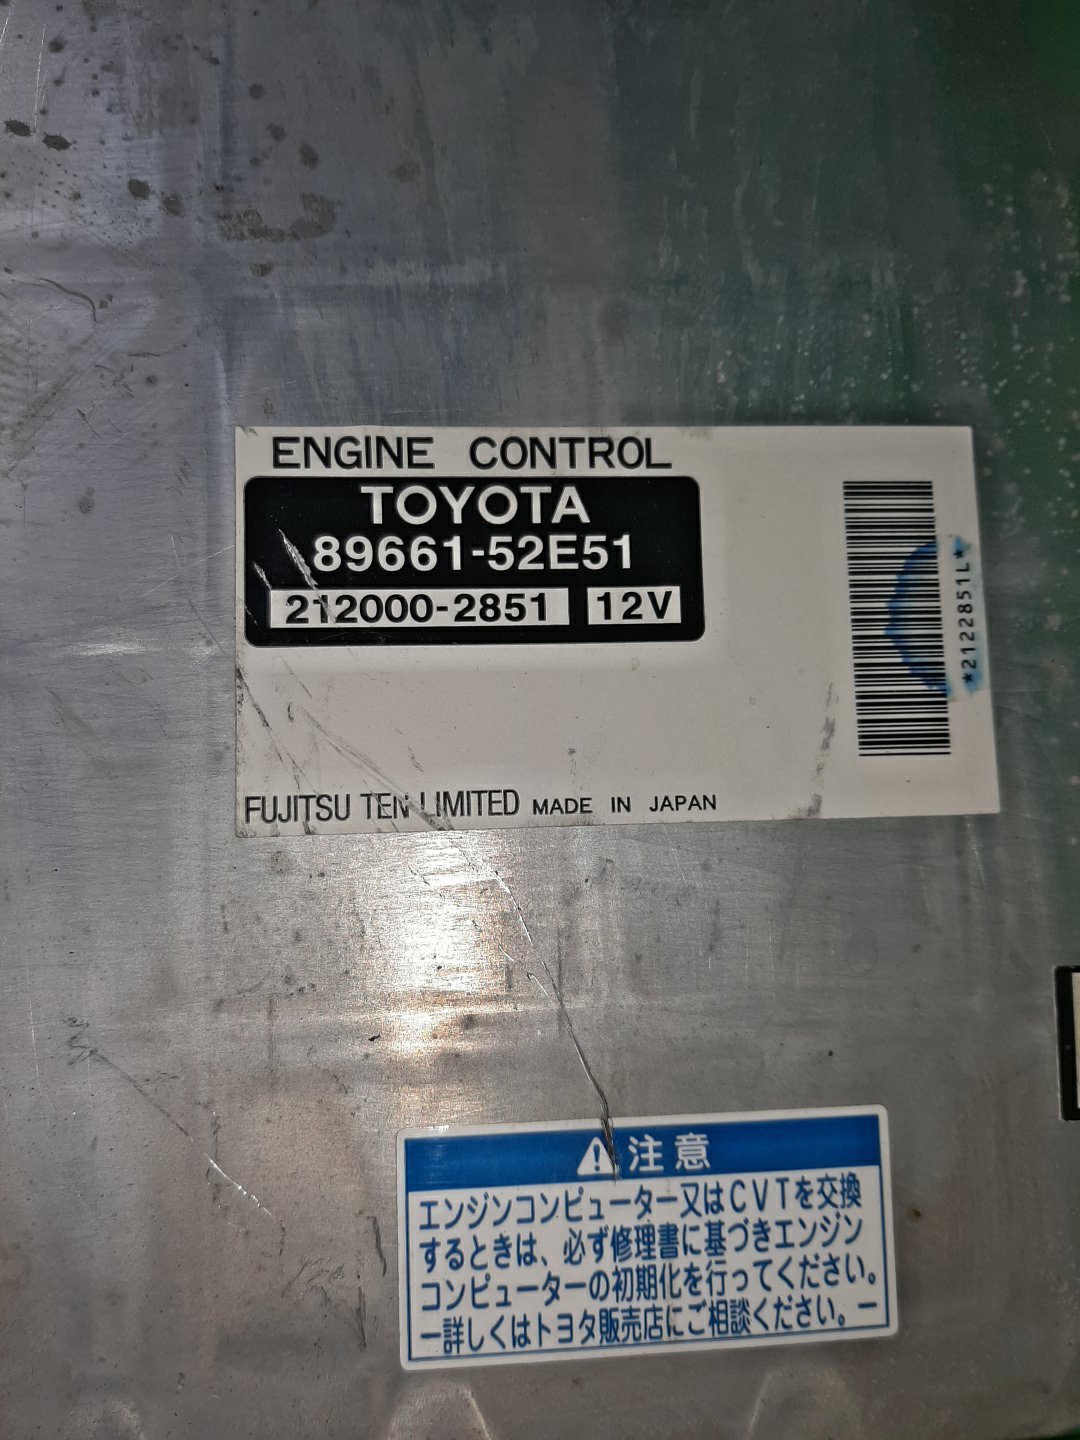 ENGINE CONTROL
TOYOTA
89661-52E51
212000-2851 12V
*2122851L*
FUJITSU TEN LIMITED MADE IN JAPAN
注意
エンジンコンピューター又はCVTを交換
するときは、必ず修理書に基づきエンジン
コンピューターの初期化を行ってください。
ー詳しくはトヨタ販売店にご相談ください。ー